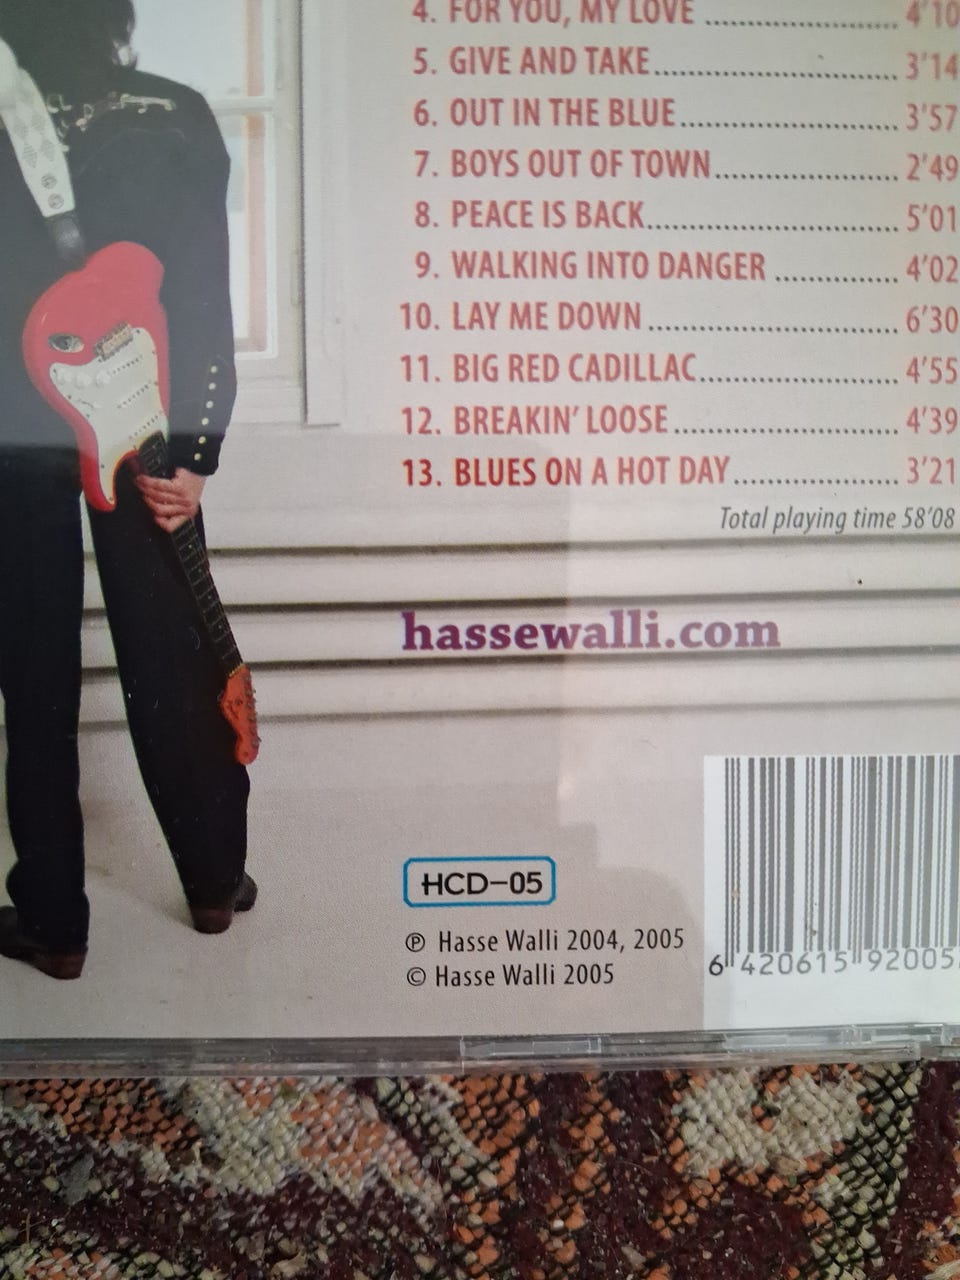 4. FOR YOU, MY LOVE ........................ 4'10
5. GIVE AND TAKE........................ 3'14
6. OUT IN THE BLUE........................ 3'57
7. BOYS OUT OF TOWN........................ 2'49
8. PEACE IS BACK........................ 5'01
9. WALKING INTO DANGER ........................ 4'02
10. LAY ME DOWN ........................ 6'30
11. BIG RED CADILLAC........................ 4'55
12. BREAKIN' LOOSE ........................ 4'39
13. BLUES ON A HOT DAY........................ 3'21
Total playing time 58'08
hassewalli.com
HCD-05
℗ Hasse Walli 2004, 2005
© Hasse Walli 2005
6 420615 92005